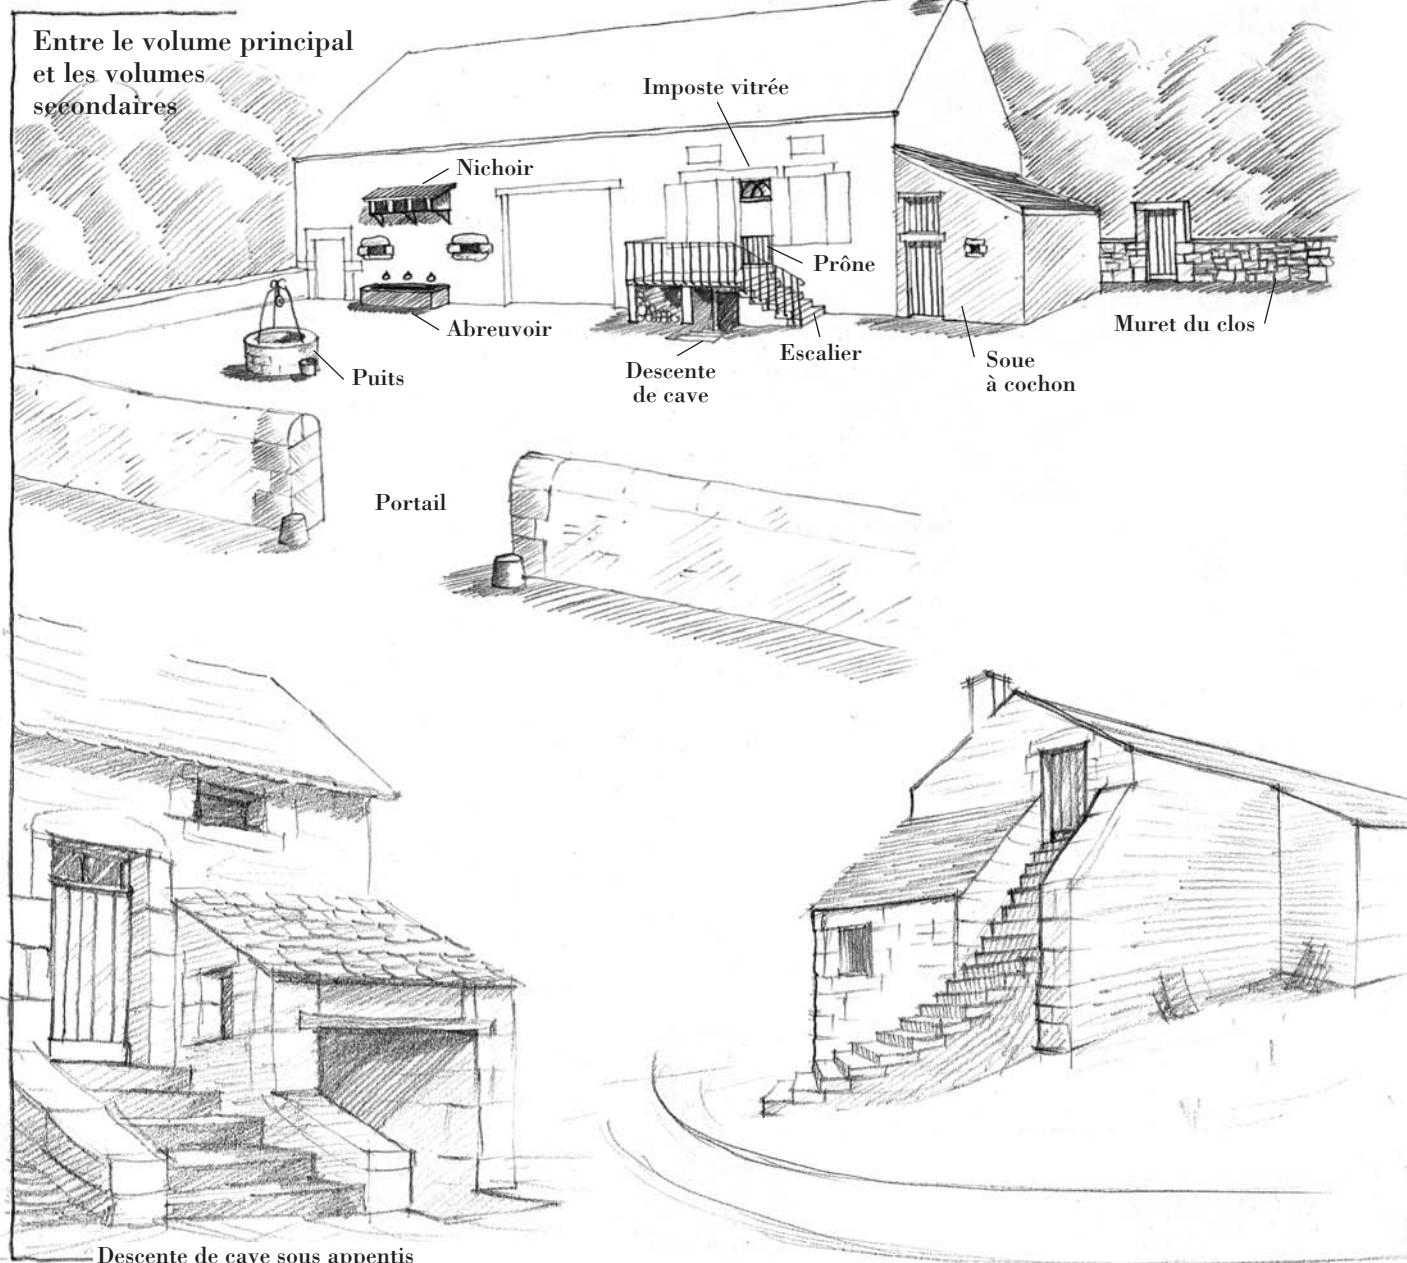 Entre le volume principal
et les volumes
secondaires
Imposte vitrée
Nichoir
Prône
Abreuvoir
Muret du clos
Escalier
Puits
Descente
de cave
Soue
à cochon
Portail
Descente de cave sous appentis